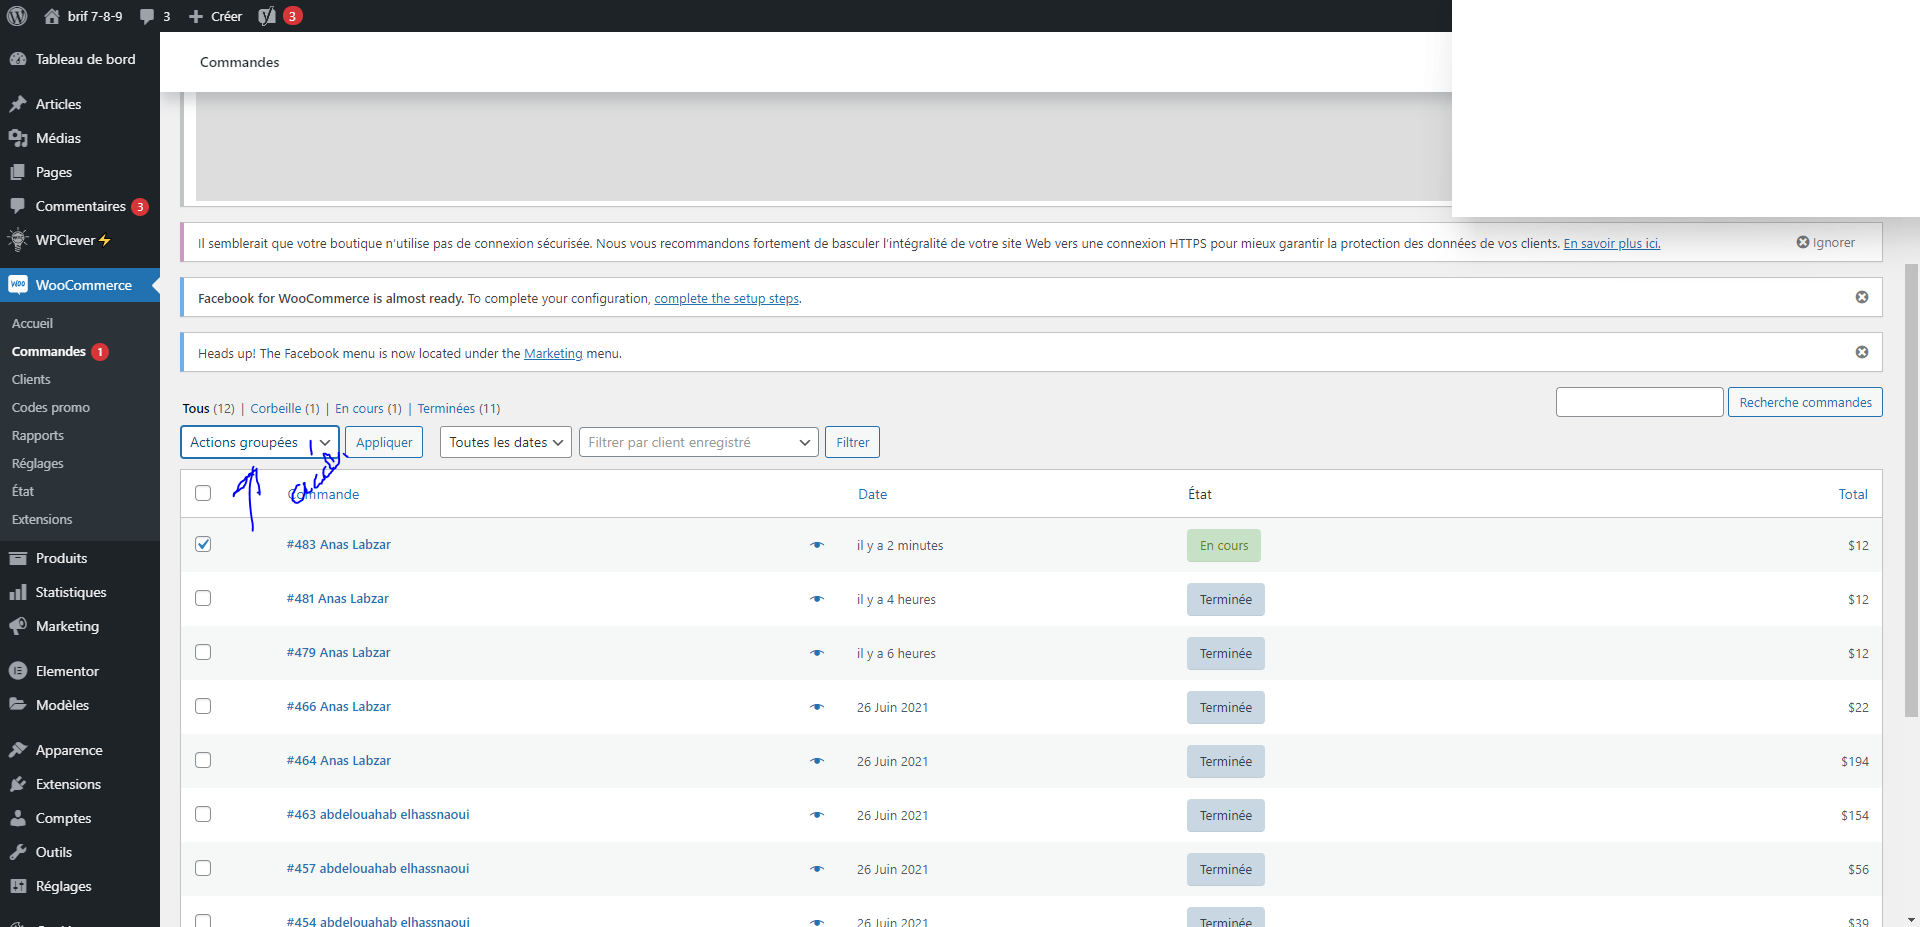 brif 7-8-9
3
Créer
3
Tableau de bord
Articles
Médias
Pages
Commentaires 3
WPClever⚡
WooCommerce
Accueil
Commandes 1
Clients
Codes promo
Rapports
Réglages
État
Extensions
Produits
Statistiques
Marketing
Elementor
Modèles
Apparence
Extensions
Comptes
Outils
Réglages
Commandes
Il semblerait que votre boutique n'utilise pas de connexion sécurisée. Nous vous recommandons fortement de basculer l'intégralité de votre site Web vers une connexion HTTPS pour mieux garantir la protection des données de vos clients. En savoir plus ici.
Ignorer
Facebook for WooCommerce is almost ready. To complete your configuration, complete the setup steps.
Heads up! The Facebook menu is now located under the Marketing menu.
Tous (12) | Corbeille (1) | En cours (1) | Terminées (11)
Recherche commandes
Actions groupées
Appliquer
Toutes les dates
Filtrer par client enregistré
Filtrer
Commande Date État Total
#483 Anas Labzar il y a 2 minutes En cours $12
#481 Anas Labzar il y a 4 heures Terminée $12
#479 Anas Labzar il y a 6 heures Terminée $12
#466 Anas Labzar 26 Juin 2021 Terminée $22
#464 Anas Labzar 26 Juin 2021 Terminée $194
#463 abdelouahab elhassnaoui 26 Juin 2021 Terminée $154
#457 abdelouahab elhassnaoui 26 Juin 2021 Terminée $56
#454 abdelouahab elhassnaoui 26 Juin 2021 Terminée $39